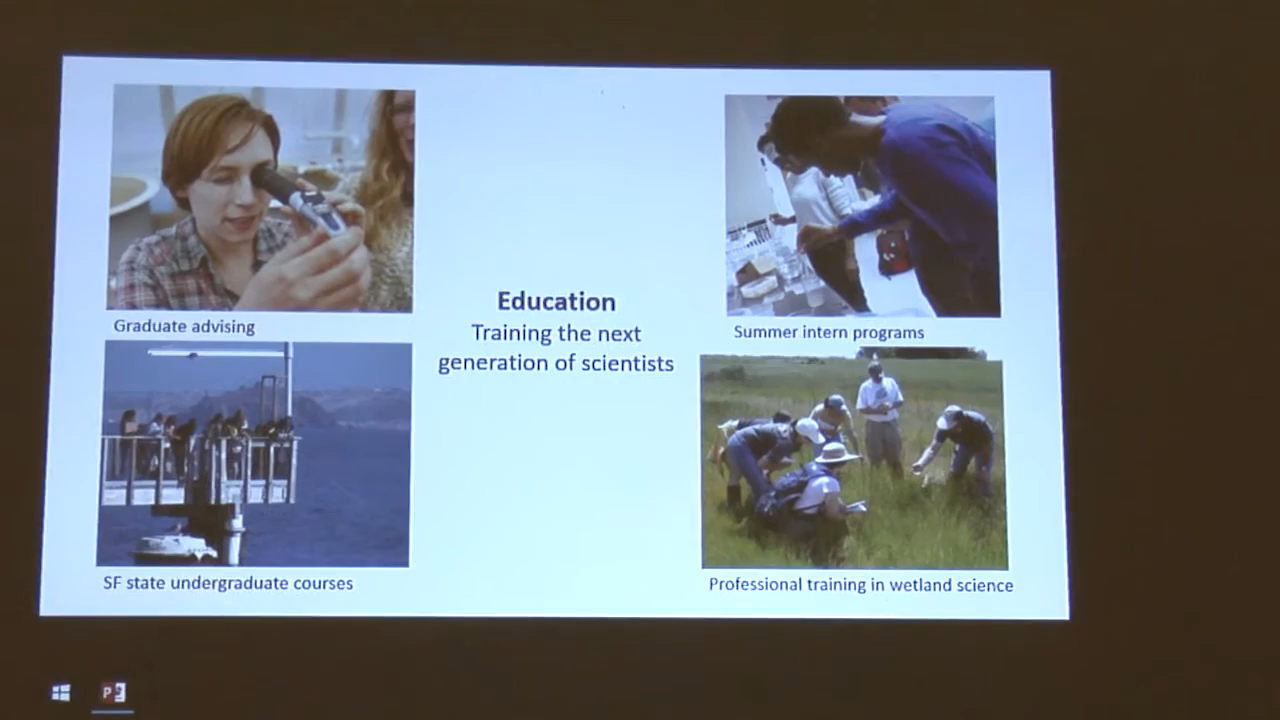 Graduate advising
Education
Training the next
generation of scientists
Summer intern programs
SF state undergraduate courses
Professional training in wetland science
P